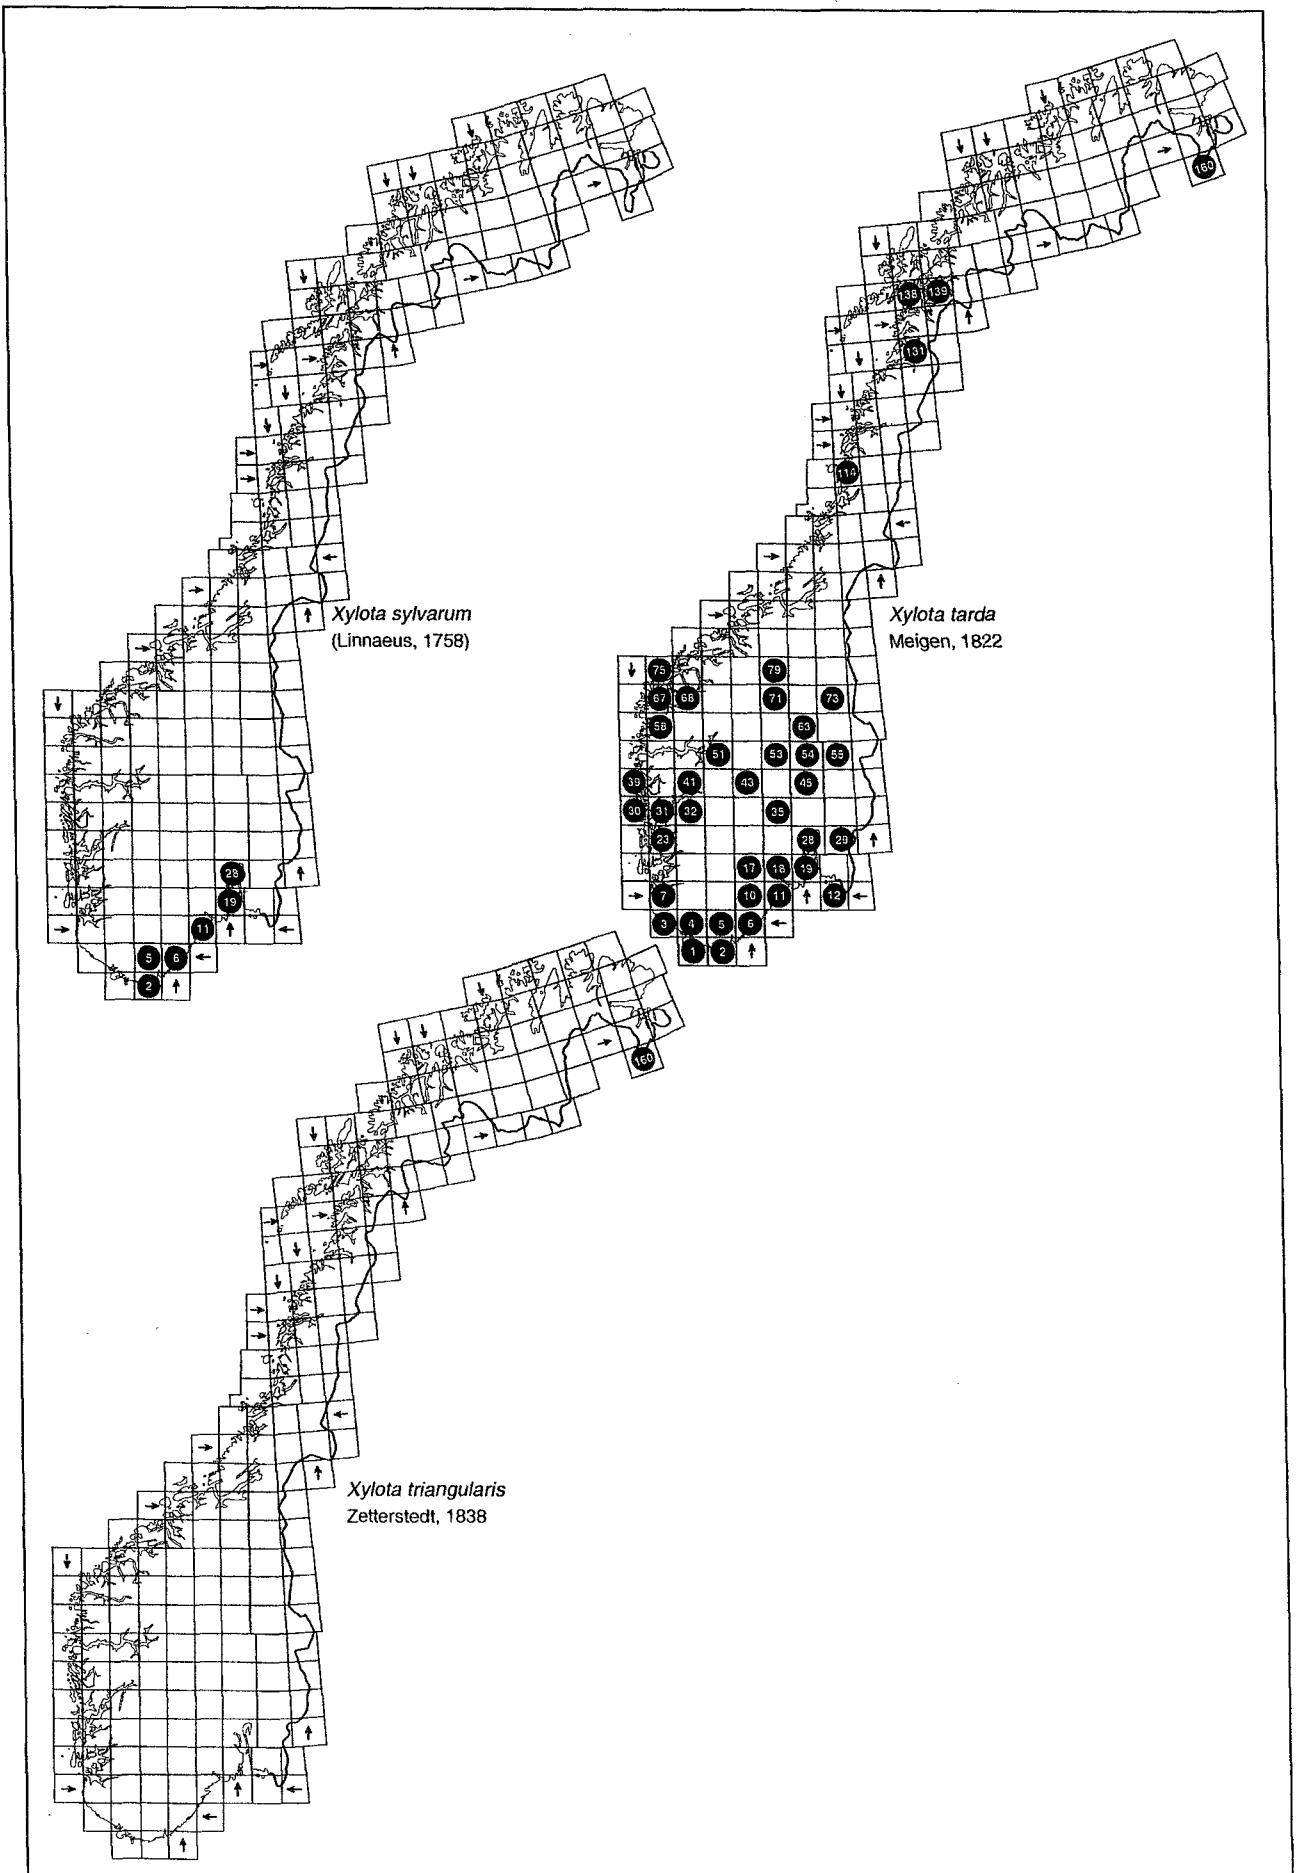 Xylota sylvarum
(Linnaeus, 1758)
28
19
11
5 6
2
Xylota tarda
Meigen, 1822
160
138 139
131
114
75 79
67 68 71 73
58 63
51 53 54 55
39 41 43 45
30 31 32 35
23 28 29
17 18 19
7 10 11 12
3 4 5 6
1 2
Xylota triangularis
Zetterstedt, 1838
160